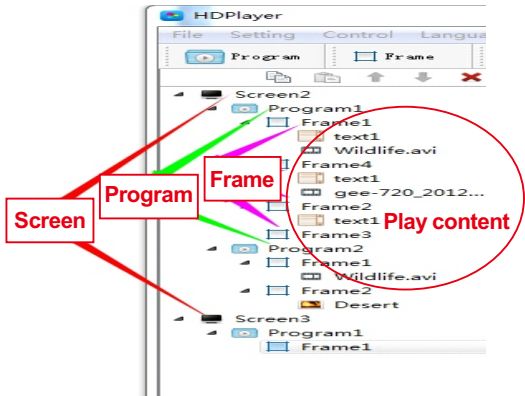 HDPlayer
File Setting Control Langua
Program Frame
Screen2
Program1
Frame1
text1
Wildlife.avi
Frame4
text1
gee-720_2012...
Frame2
text1
Frame3
Program2
Frame1
Wildlife.avi
Frame2
Desert
Screen3
Program1
Frame1
Screen
Program
Frame
Play content